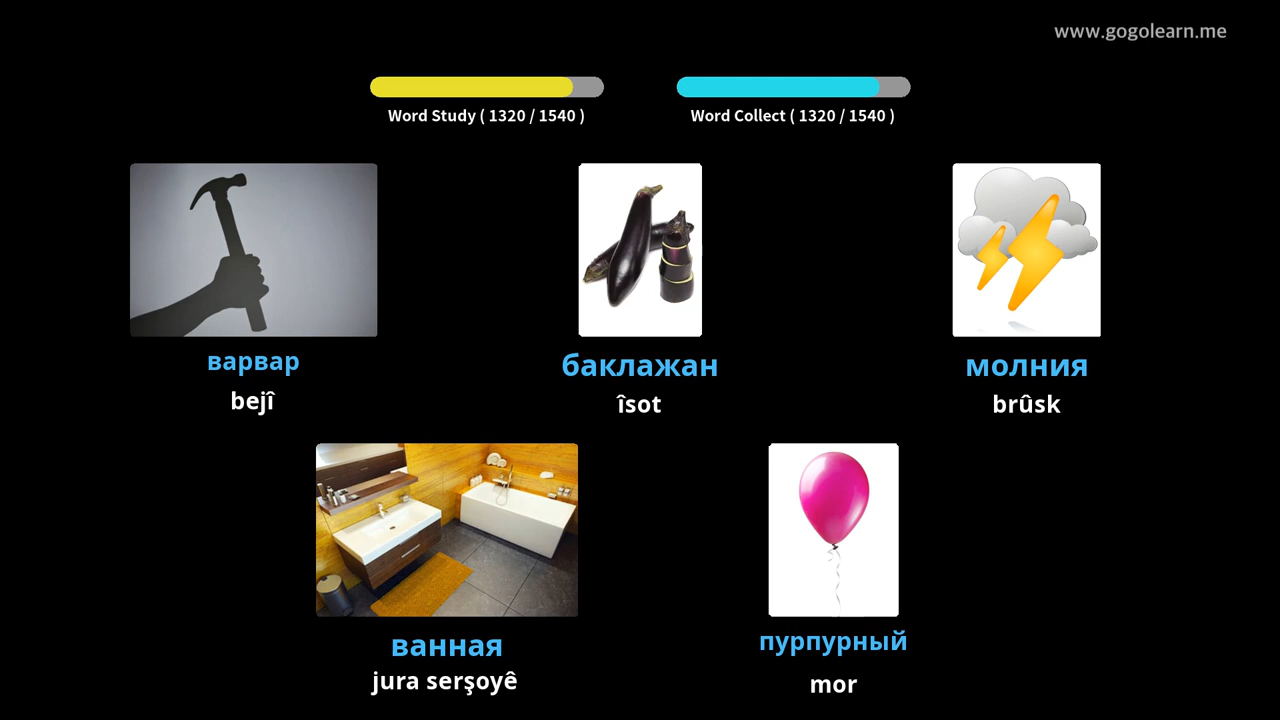 www.gogolearn.me
Word Study ( 1320 / 1540 )
Word Collect ( 1320 / 1540 )
варвар
bejî
баклажан
îsot
молния
brûsk
ванная
jura serşoyê
пурпурный
mor